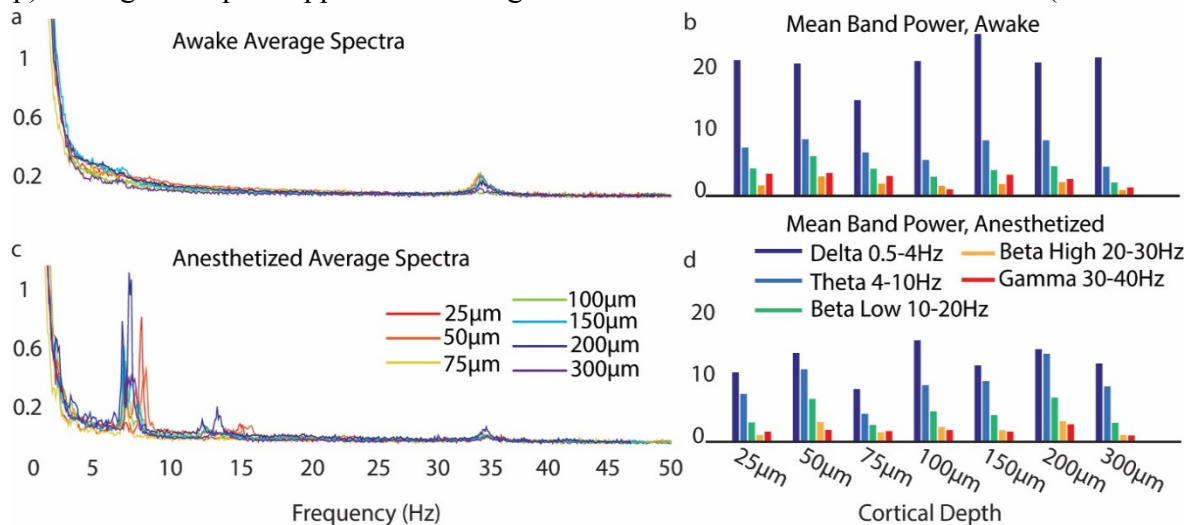 a
Awake Average Spectra
1
0.6
0.2
b
Mean Band Power, Awake
20
10
0
c
Anesthetized Average Spectra
1
0.6
0.2
25µm
50µm
75µm
100µm
150µm
200µm
300µm
0 5 10 15 20 25 30 35 40 45 50
Frequency (Hz)
Mean Band Power, Anesthetized
d
Delta 0.5-4Hz
Theta 4-10Hz
Beta Low 10-20Hz
Beta High 20-30Hz
Gamma 30-40Hz
20
10
0
25µm 50µm 75µm 100µm 150µm 200µm 300µm
Cortical Depth